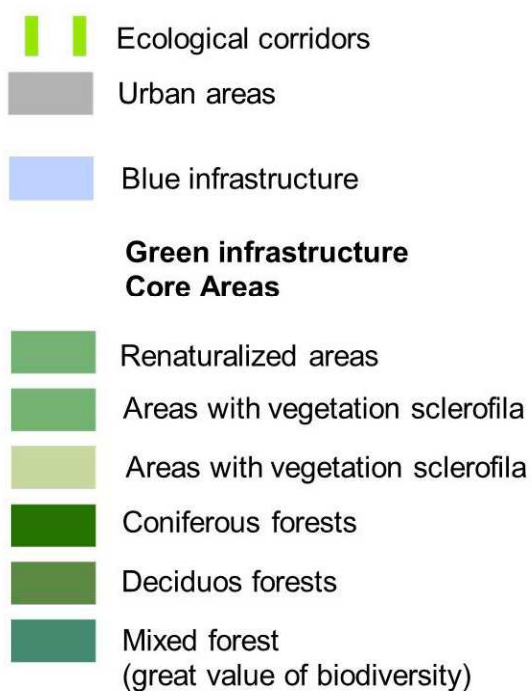 Ecological corridors
Urban areas
Blue infrastructure
Green infrastructure
Core Areas
Renaturalized areas
Areas with vegetation sclerofila
Areas with vegetation sclerofila
Coniferous forests
Deciduos forests
Mixed forest
(great value of biodiversity)